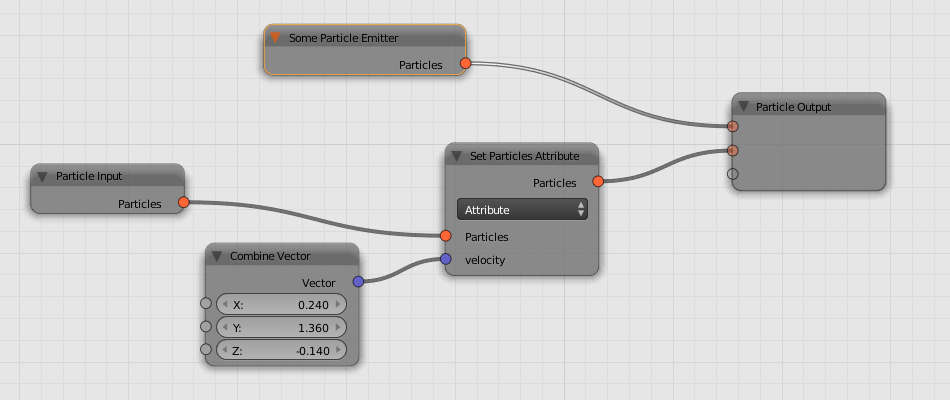 Some Particle Emitter
Particles
Particle Output
Set Particles Attribute
Particles
Attribute
Particles
velocity
Particle Input
Particles
Combine Vector
Vector
X: 0.240
Y: 1.360
Z: -0.140